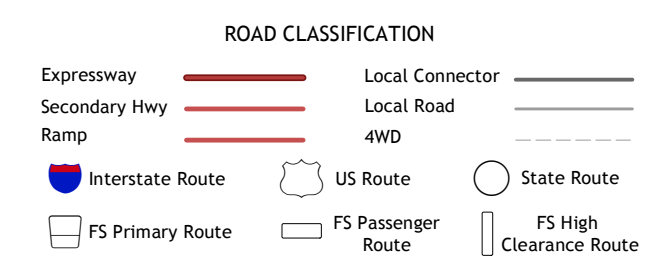 ROAD CLASSIFICATION
Expressway
Local Connector
Secondary Hwy
Local Road
Ramp
4WD
Interstate Route
US Route
State Route
FS Primary Route
FS Passenger
Route
FS High
Clearance Route